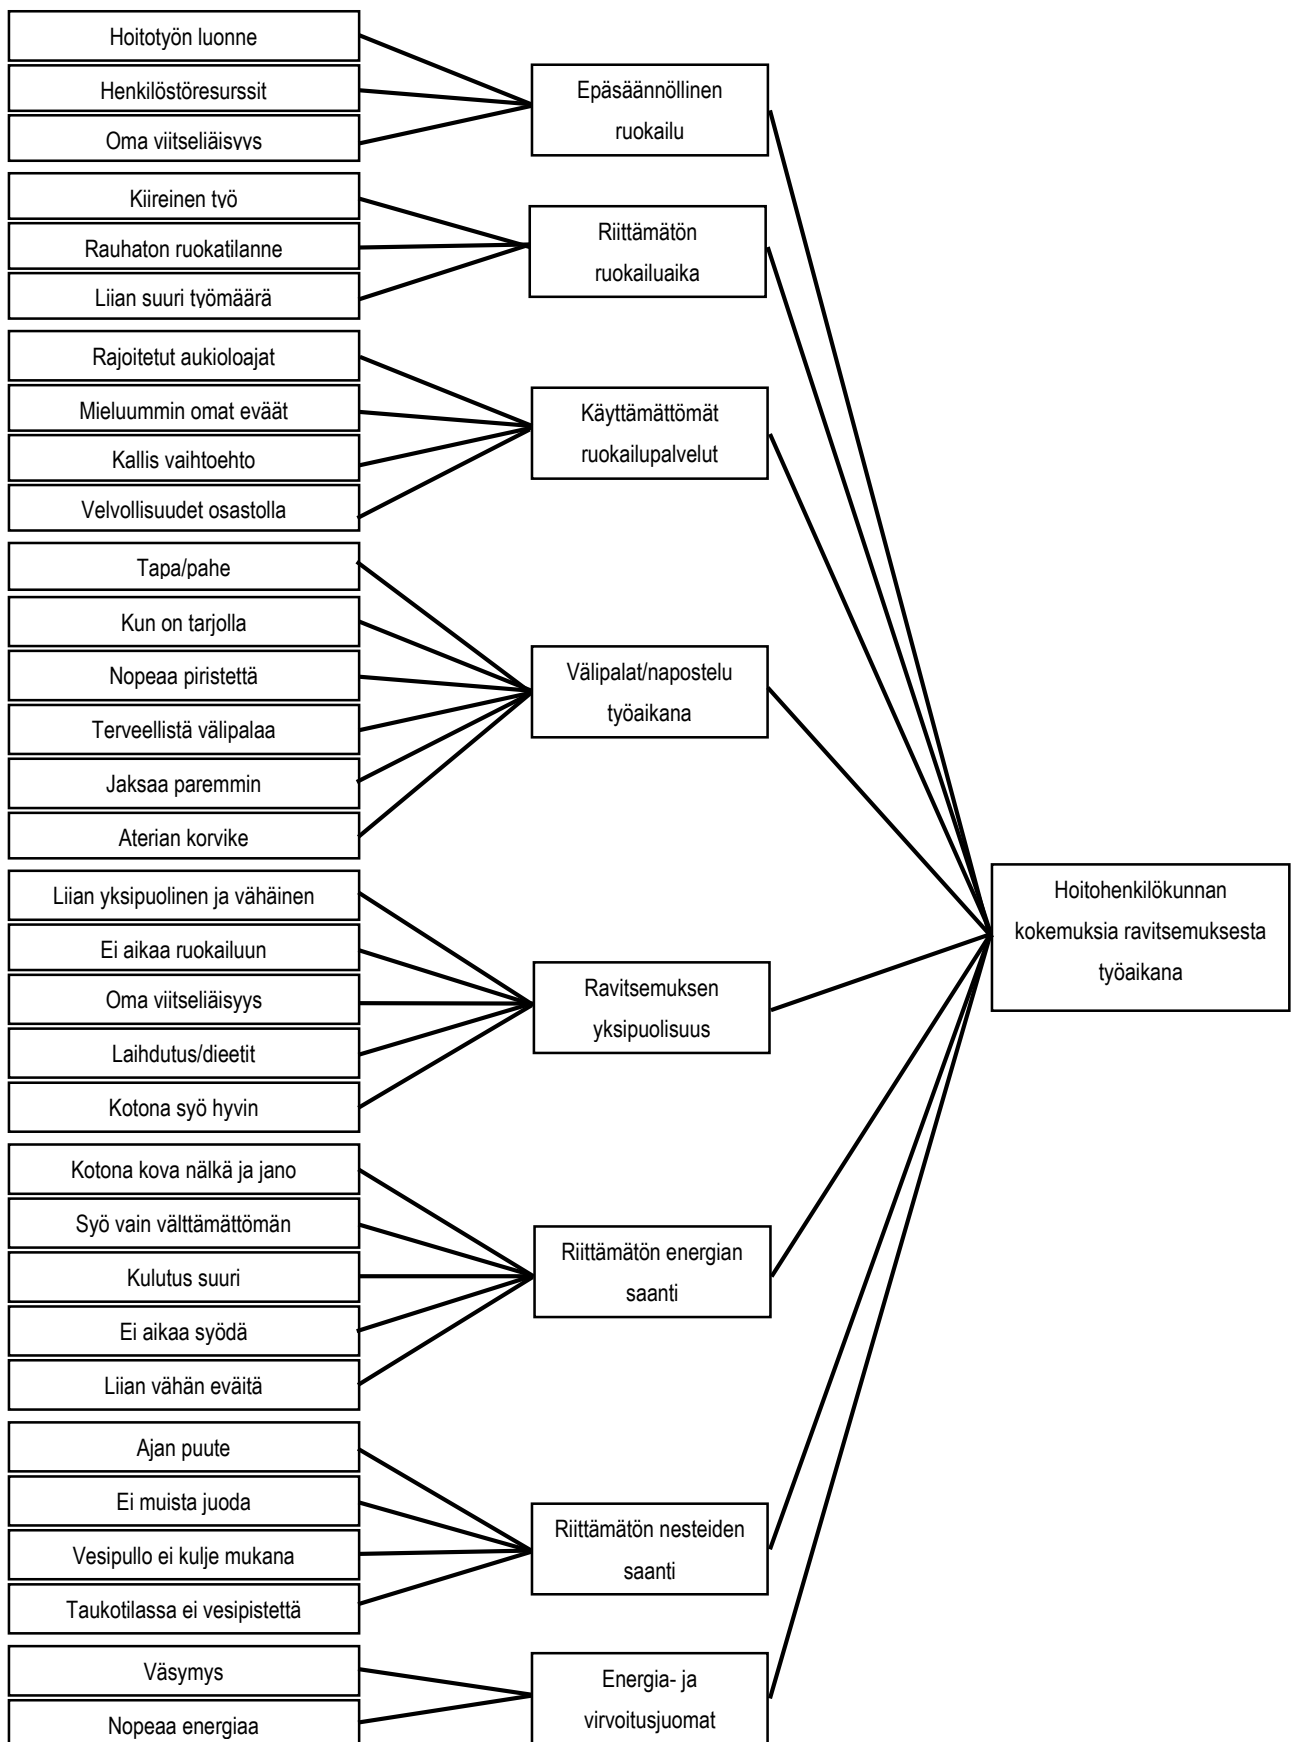 Hoitotyön luonne
Henkilöstöresurssit
Oma viitseliäisyys
Epäsäännöllinen
ruokailu
Kiireinen työ
Rauhaton ruokatilanne
Liian suuri työmäärä
Riittämätön
ruokailuaika
Rajoitetut aukioloajat
Mieluummin omat eväät
Kallis vaihtoehto
Velvollisuudet osastolla
Käyttämättömät
ruokailupalvelut
Tapa/pahe
Kun on tarjolla
Nopeaa piristettä
Terveellistä välipalaa
Jaksaa paremmin
Aterian korvike
Välipalat/napostelu
työaikana
Liian yksipuolinen ja vähäinen
Ei aikaa ruokailuun
Oma viitseliäisyys
Laihdutus/dieetit
Kotona syö hyvin
Ravitsemuksen
yksipuolisuus
Kotona kova nälkä ja jano
Syö vain välttämättömän
Kulutus suuri
Ei aikaa syödä
Liian vähän eväitä
Riittämätön energian
saanti
Ajan puute
Ei muista juoda
Vesipullo ei kulje mukana
Taukotilassa ei vesipistettä
Riittämätön nesteiden
saanti
Väsymys
Nopeaa energiaa
Energia- ja
virvoitusjuomat
Hoitohenkilökunnan
kokemuksia ravitsemuksesta
työaikana